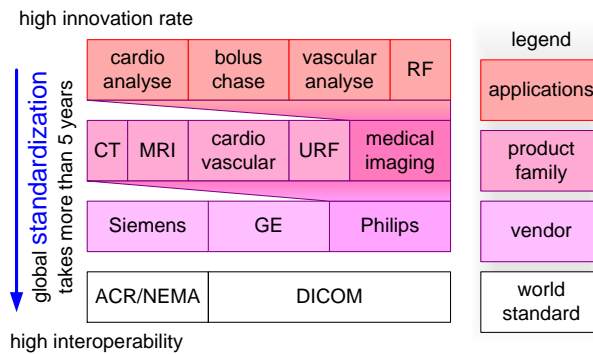 high innovation rate
global standardization
takes more than 5 years
cardio
analyse
bolus
chase
vascular
analyse
RF
CT
MRI
cardio
vascular
URF
medical
imaging
Siemens
GE
Philips
ACR/NEMA
DICOM
high interoperability
legend
applications
product
family
vendor
world
standard